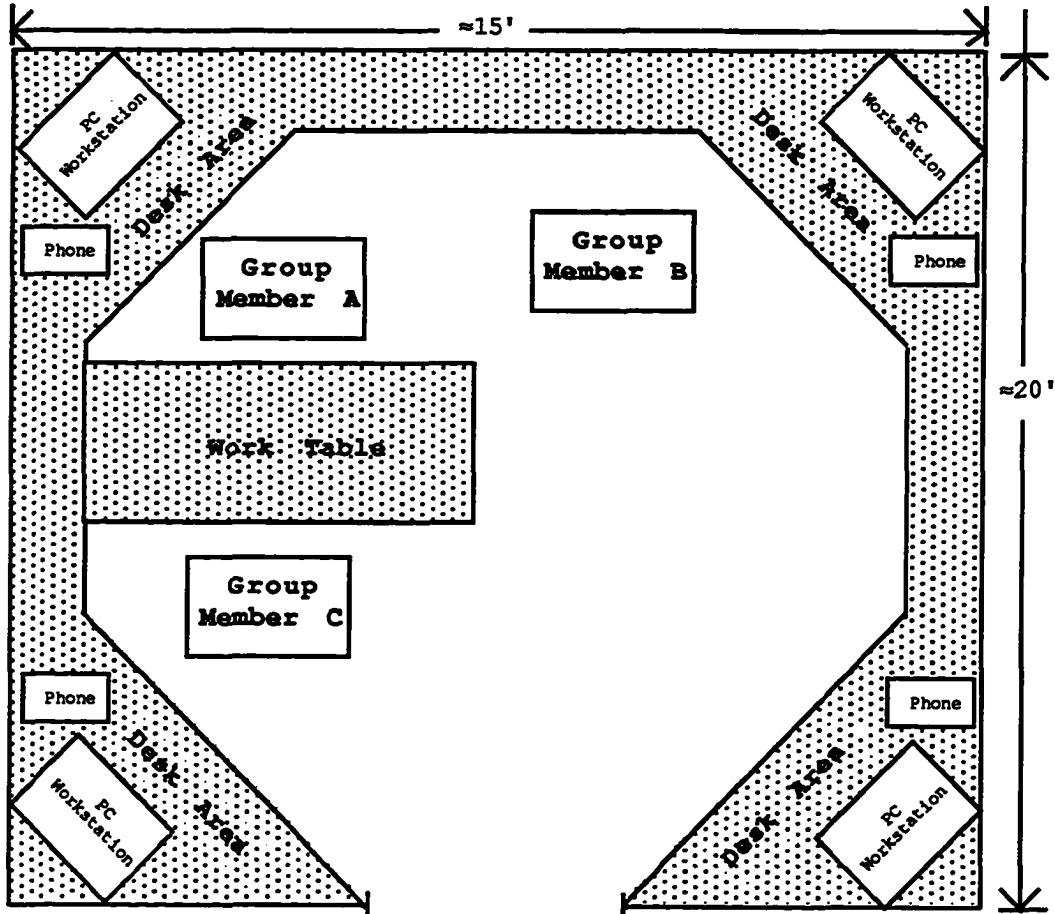 ≈15'
PC
Workstation
Desk Area
Phone
PC
Workstation
Desk Area
Phone
Group
Member A
Group
Member B
≈20'
Work Table
Group
Member C
Phone
Desk Area
PC
Workstation
Phone
Desk Area
PC
Workstation